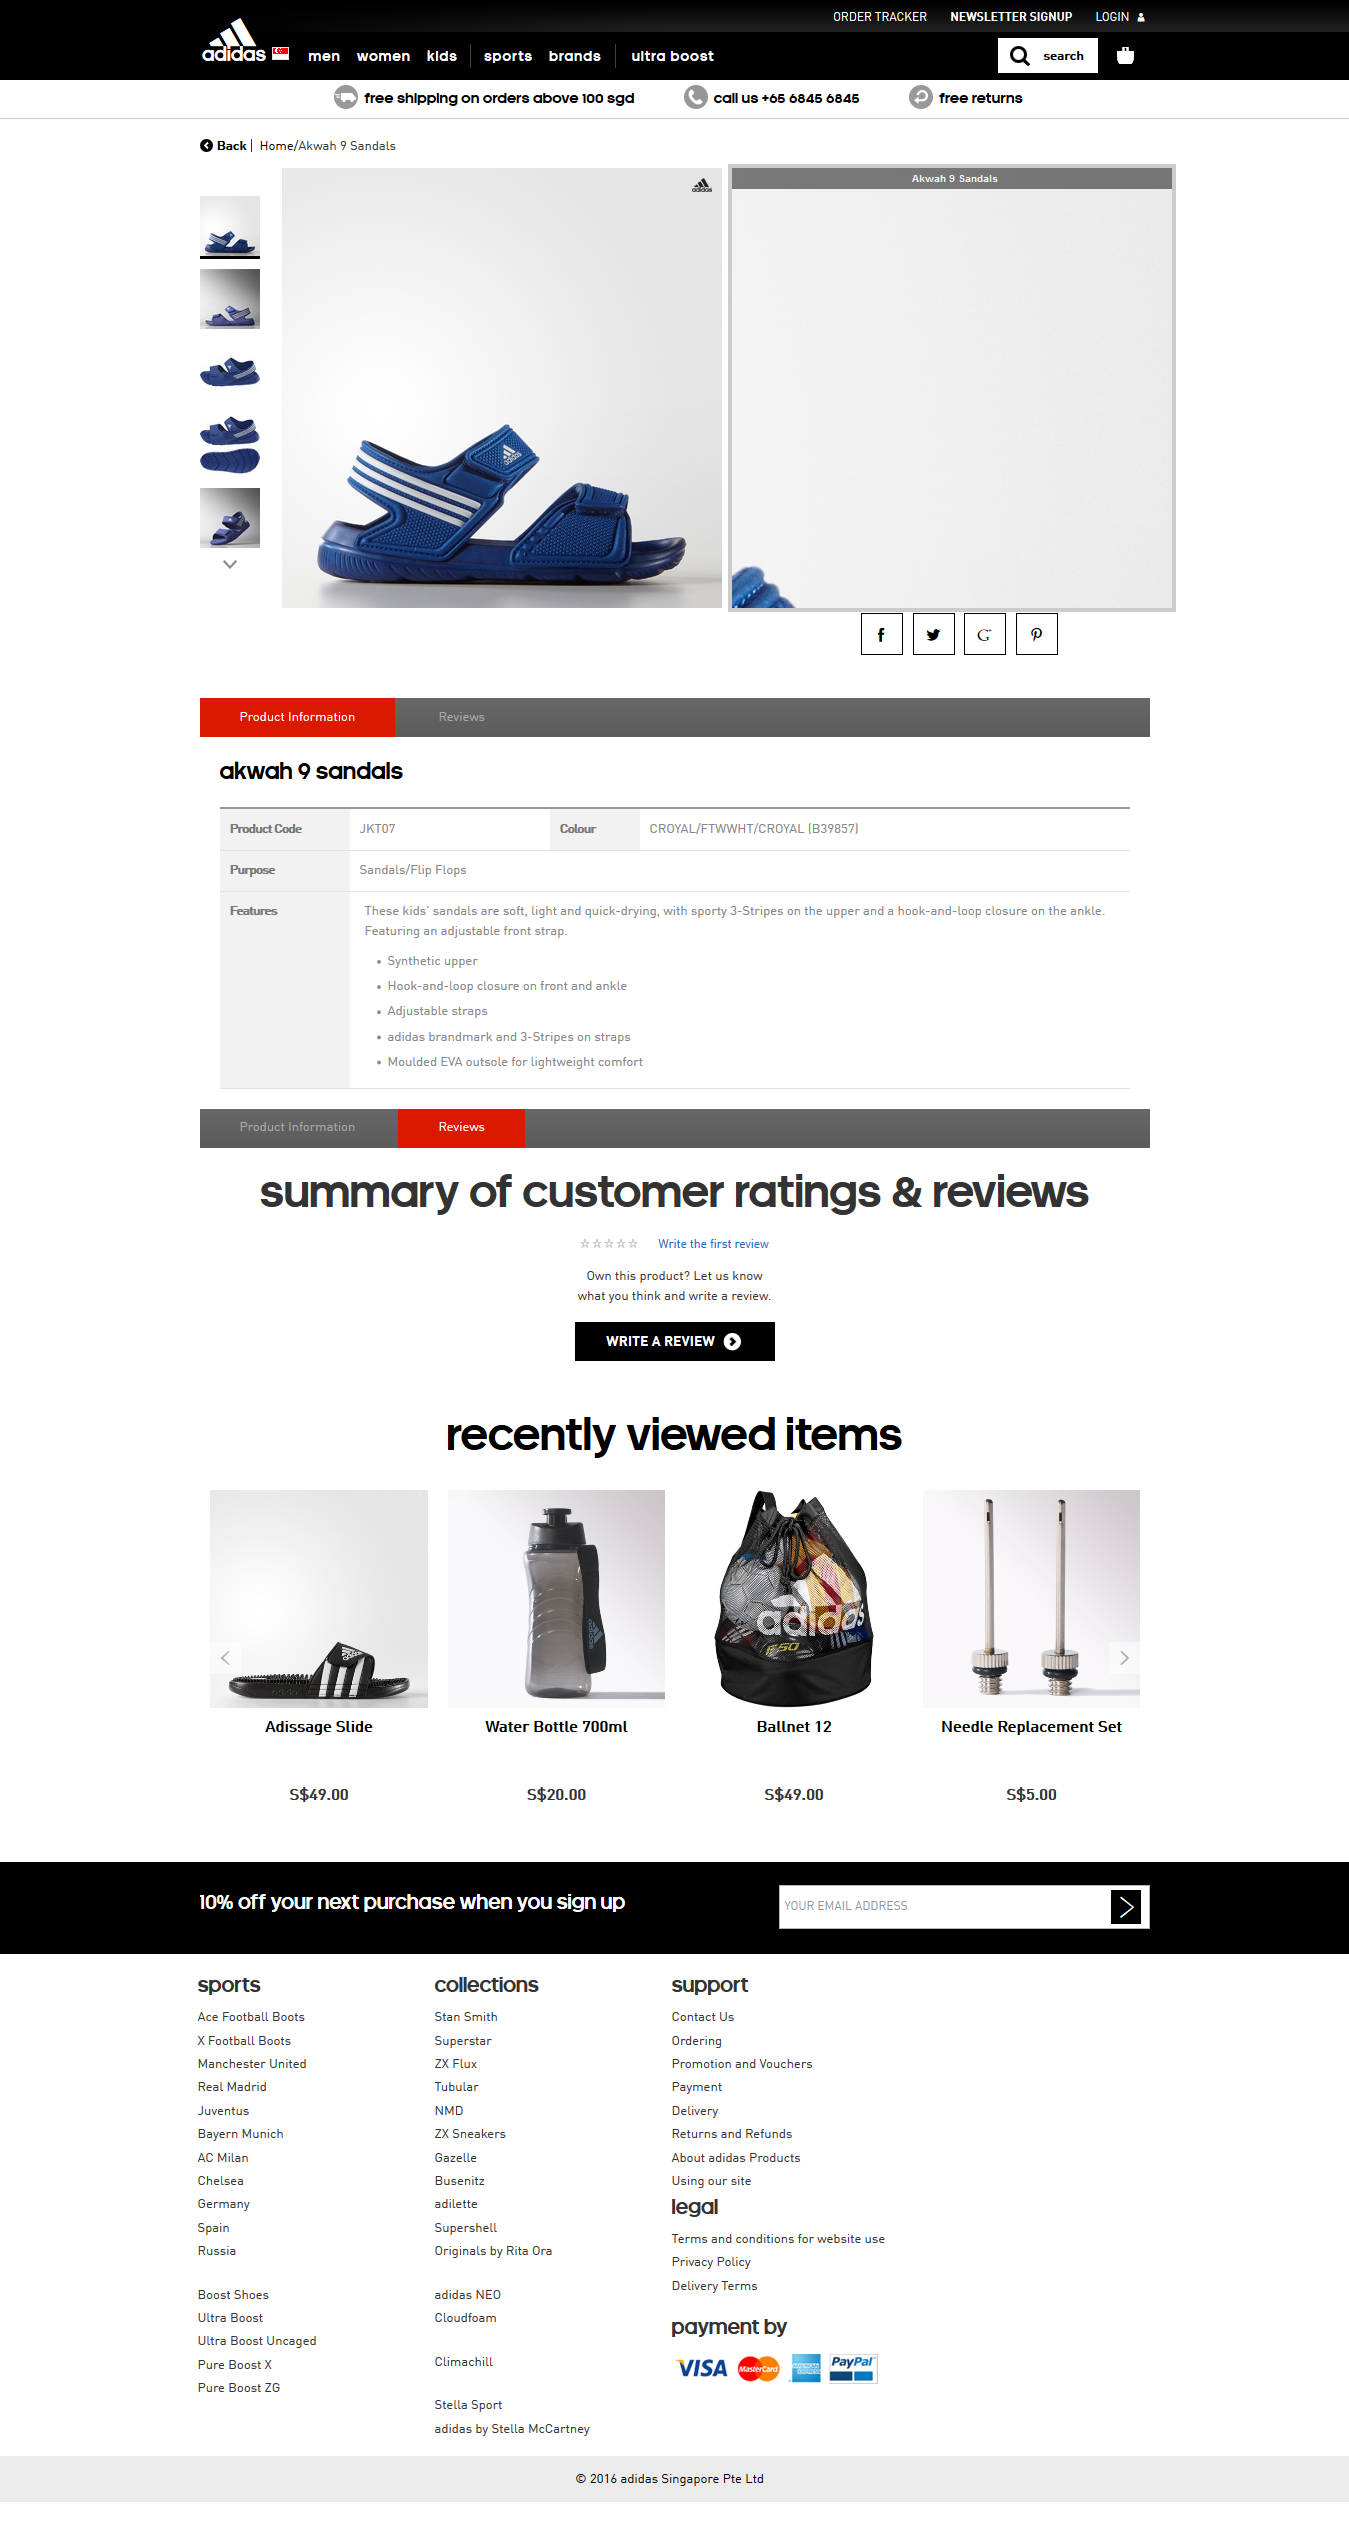 ORDER TRACKER NEWSLETTER SIGNUP LOGIN
adidas men women kids sports brands ultra boost search
free shipping on orders above 100 sgd call us +65 6845 6845 free returns
Back | Home/Akwah 9 Sandals
adidas
Akwah 9 Sandals
adidas
Product Information Reviews
akwah 9 sandals
Product Code JKT07 Colour CROYAL/FTWWHT/CROYAL (B39857)
Purpose Sandals/Flip Flops
Features These kids' sandals are soft, light and quick-drying, with sporty 3-Stripes on the upper and a hook-and-loop closure on the ankle.
Featuring an adjustable front strap.
• Synthetic upper
• Hook-and-loop closure on front and ankle
• Adjustable straps
• adidas brandmark and 3-Stripes on straps
• Moulded EVA outsole for lightweight comfort
Product Information Reviews
summary of customer ratings & reviews
Write the first review
Own this product? Let us know
what you think and write a review.
WRITE A REVIEW
recently viewed items
adidas
adidas
F50
Adissage Slide Water Bottle 700ml Ballnet 12 Needle Replacement Set
S$49.00 S$20.00 S$49.00 S$5.00
10% off your next purchase when you sign up YOUR EMAIL ADDRESS
sports
Ace Football Boots
X Football Boots
Manchester United
Real Madrid
Juventus
Bayern Munich
AC Milan
Chelsea
Germany
Spain
Russia
Boost Shoes
Ultra Boost
Ultra Boost Uncaged
Pure Boost X
Pure Boost ZG
collections
Stan Smith
Superstar
ZX Flux
Tubular
NMD
ZX Sneakers
Gazelle
Busenitz
adilette
Supershell
Originals by Rita Ora
adidas NEO
Cloudfoam
Climachill
Stella Sport
adidas by Stella McCartney
support
Contact Us
Ordering
Promotion and Vouchers
Payment
Delivery
Returns and Refunds
About adidas Products
Using our site
legal
Terms and conditions for website use
Privacy Policy
Delivery Terms
payment by
VISA MasterCard AMERICAN EXPRESS PayPal
© 2016 adidas Singapore Pte Ltd